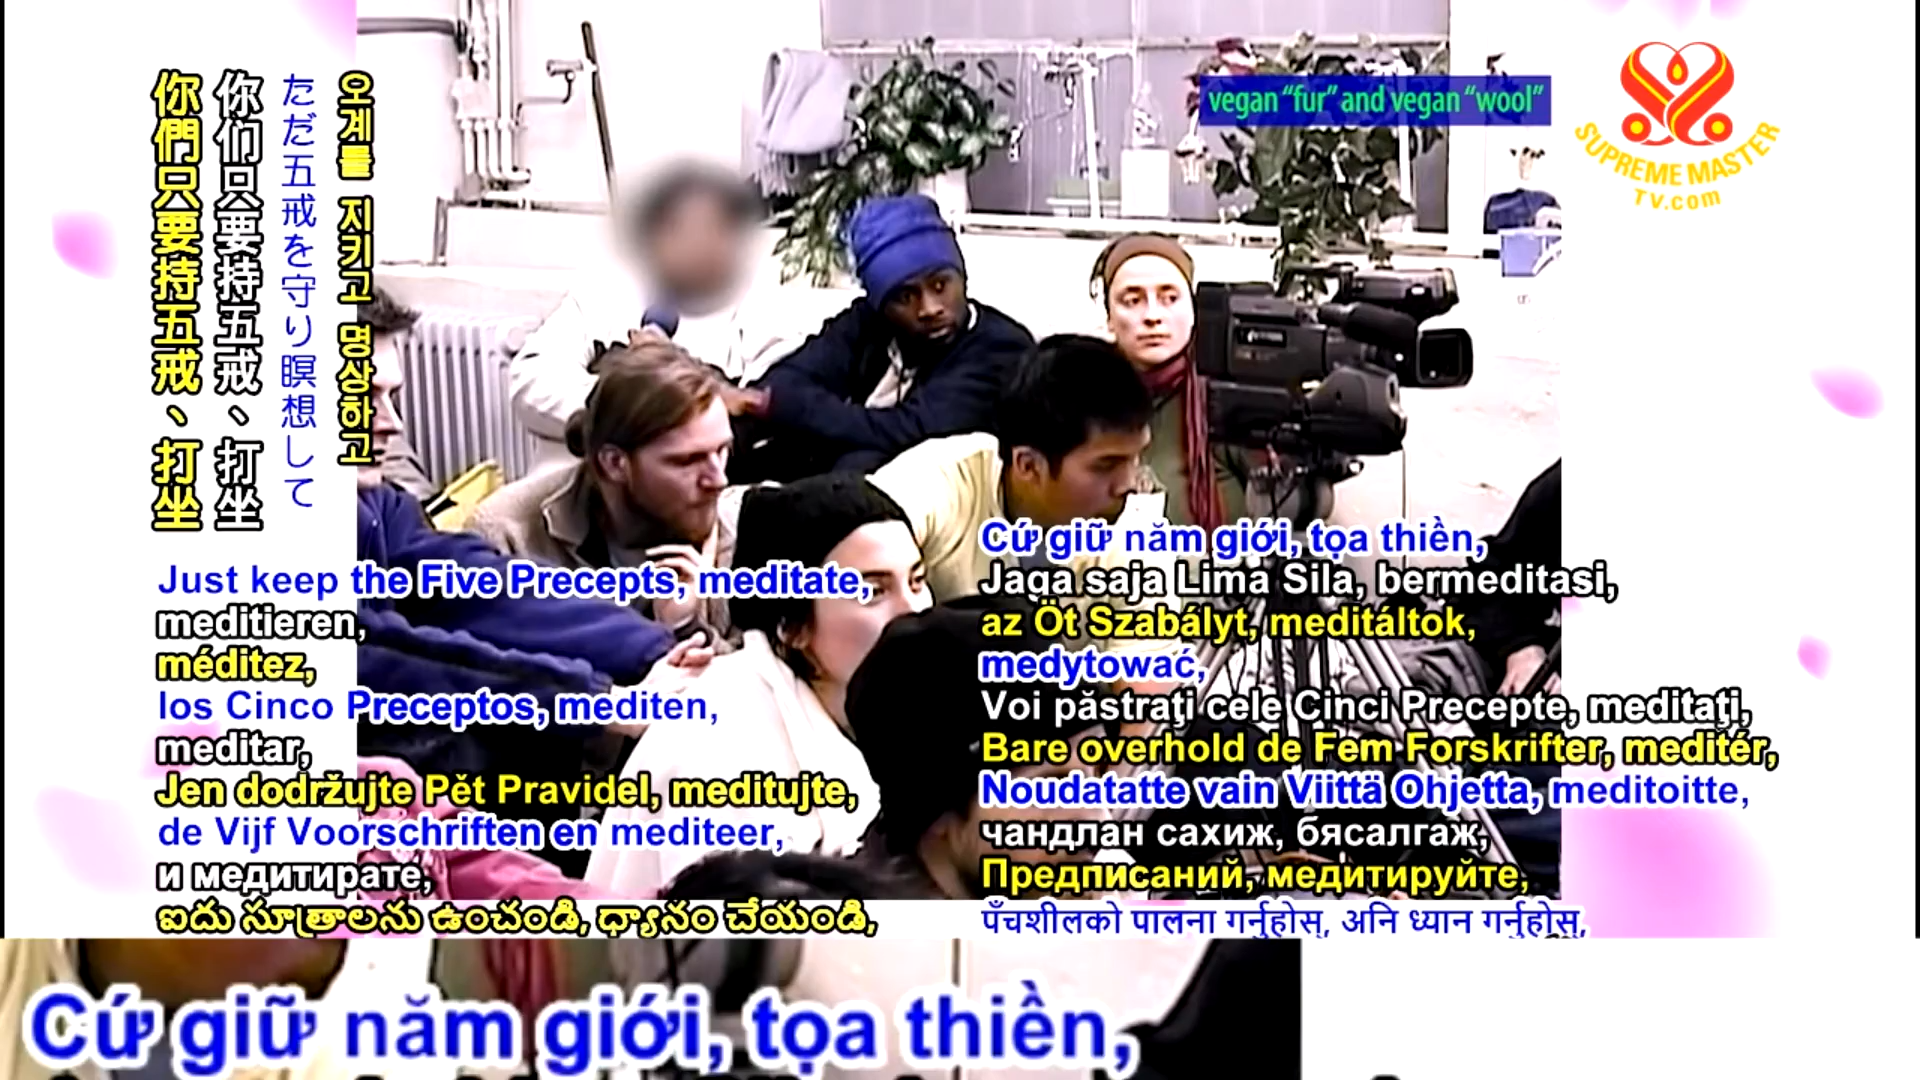 你們只要持五戒、打坐
你们只要持五戒、打坐
ただ五戒を守り瞑想して
오계를 지키고 명상하고
vegan “fur” and vegan “wool”
SUPREME MASTER
TV.com
Just keep the Five Precepts, meditate,
meditieren,
méditez,
los Cinco Preceptos, mediten,
meditar,
Jen dodržujte Pět Pravidel, meditujte,
de Vijf Voorschriften en mediteer,
и медитирате,
ఐదు సూత్రాలను ఉంచండి, ధ్యానం చేయండి,
Cứ giữ năm giới, tọa thiền,
Jaga saja Lima Sila, bermeditasi,
az Öt Szabályt, meditáltok,
medytować,
Voi păstraţi cele Cinci Precepte, meditaţi,
Bare overhold de Fem Forskrifter, meditér,
Noudatatte vain Viittä Ohjetta, meditoitte,
чандлан сахиж, бясалгаж,
Предписаний, медитируйте,
पँचशीलको पालना गर्नुहोस्, अनि ध्यान गर्नुहोस्,
Cứ giữ năm giới, tọa thiền,